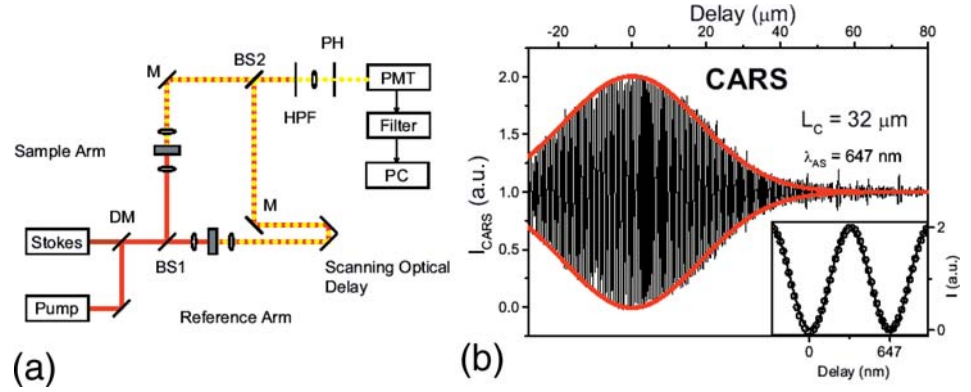 M
BS2
PH
PMT
HPF
Filter
PC
Sample Arm
M
DM
Stokes
BS1
Scanning Optical
Delay
Pump
Reference Arm
(a)
Delay (μm)
-20 0 20 40 60 80
CARS
L_C = 32 μm
λ_AS = 647 nm
I_CARS (a.u.)
2.0
1.5
1.0
0.5
0.0
2
0
I (a.u.)
0 647
Delay (nm)
(b)